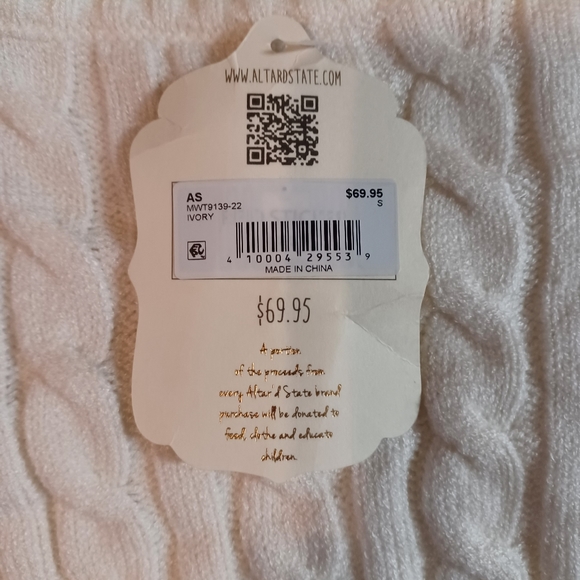 WWW.ALTARDSTATE.COM
AS $69.95
MWT9139-22 S
IVORY
4 10004 29553 9
MADE IN CHINA
$69.95
A portion
of the proceeds from
every Altar'd State brand
purchase will be donated to
feed, clothe and educate
children.